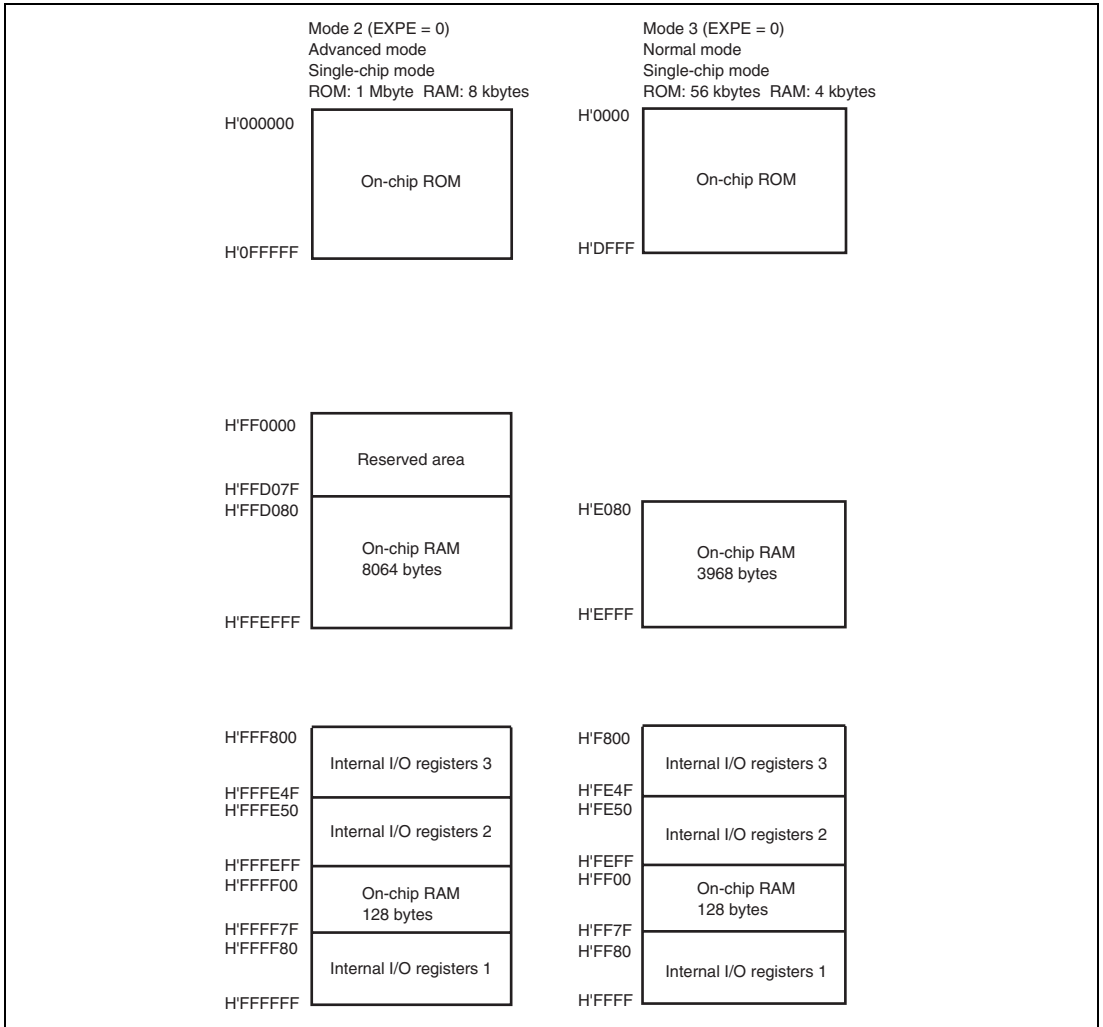 Mode 2 (EXPE = 0)
Advanced mode
Single-chip mode
ROM: 1 Mbyte RAM: 8 kbytes
H'000000
On-chip ROM
H'0FFFFF
H'FF0000
Reserved area
H'FFD07F
H'FFD080
On-chip RAM
8064 bytes
H'FFEFFF
H'FFF800
Internal I/O registers 3
H'FFFE4F
H'FFFE50
Internal I/O registers 2
H'FFFEFF
H'FFFF00
On-chip RAM
128 bytes
H'FFFF7F
H'FFFF80
Internal I/O registers 1
H'FFFFFF
Mode 3 (EXPE = 0)
Normal mode
Single-chip mode
ROM: 56 kbytes RAM: 4 kbytes
H'0000
On-chip ROM
H'DFFF
H'E080
On-chip RAM
3968 bytes
H'EFFF
H'F800
Internal I/O registers 3
H'FE4F
H'FE50
Internal I/O registers 2
H'FEFF
H'FF00
On-chip RAM
128 bytes
H'FF7F
H'FF80
Internal I/O registers 1
H'FFFF